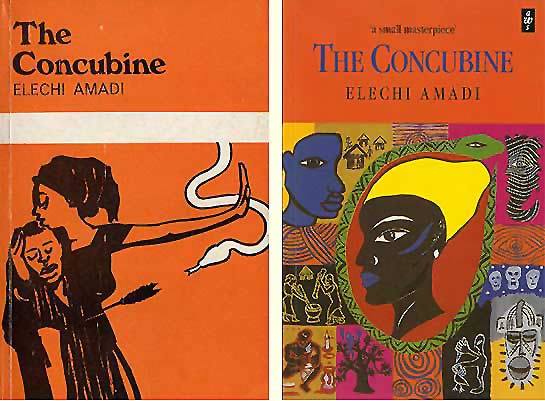 The
Concubine
ELECHI AMADI
'a small masterpiece'
THE CONCUBINE
ELECHI AMADI
a
w
s